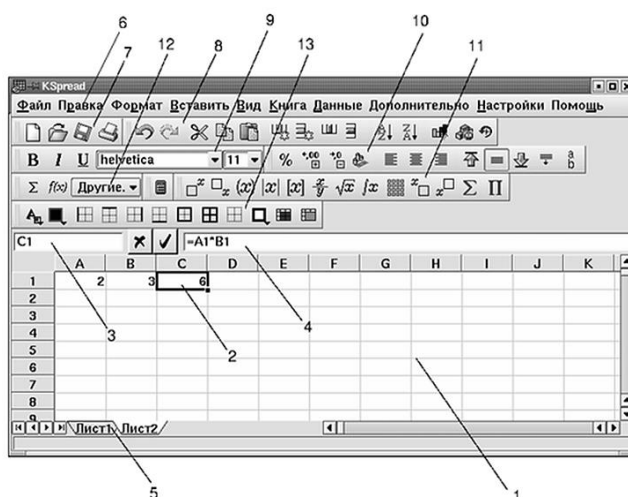 6 7 12 8 9 13 10 11
KSpread
Файл Правка Формат Вставить Вид Книга Данные Дополнительно Настройки Помощь
B I U helvetica 11 % a b
Σ f(x) Другие. (x) |x| [x] x/y √x ∫x Σ Π
C1 =A1*B1
A B C D E F G H I J K
1 2 3 6
2
3
4
5
6
7
8
9
3 2 4
Лист1 Лист2
5 1